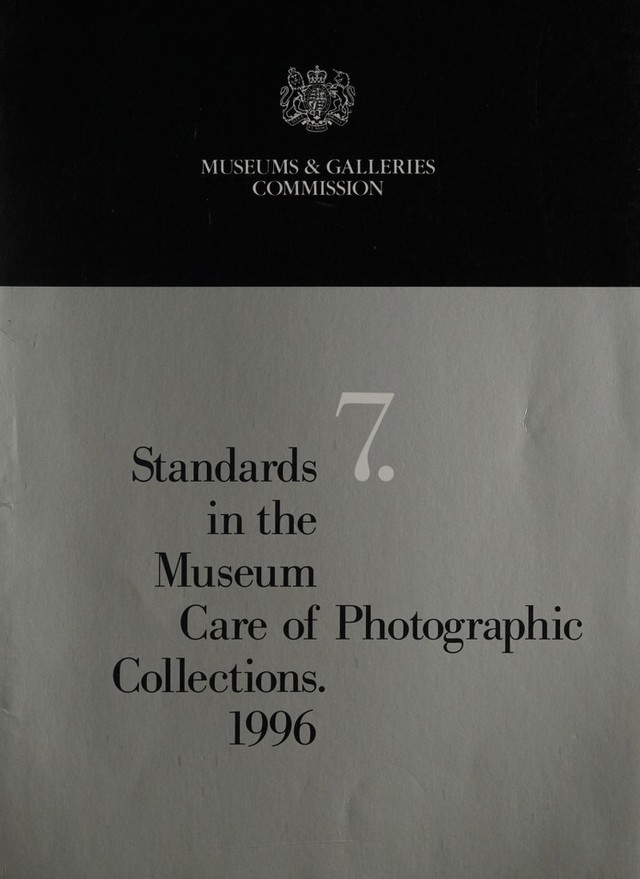 MUSEUMS & GALLERIES
COMMISSION
7.
Standards
in the
Museum
Care of Photographic
Collections.
1996